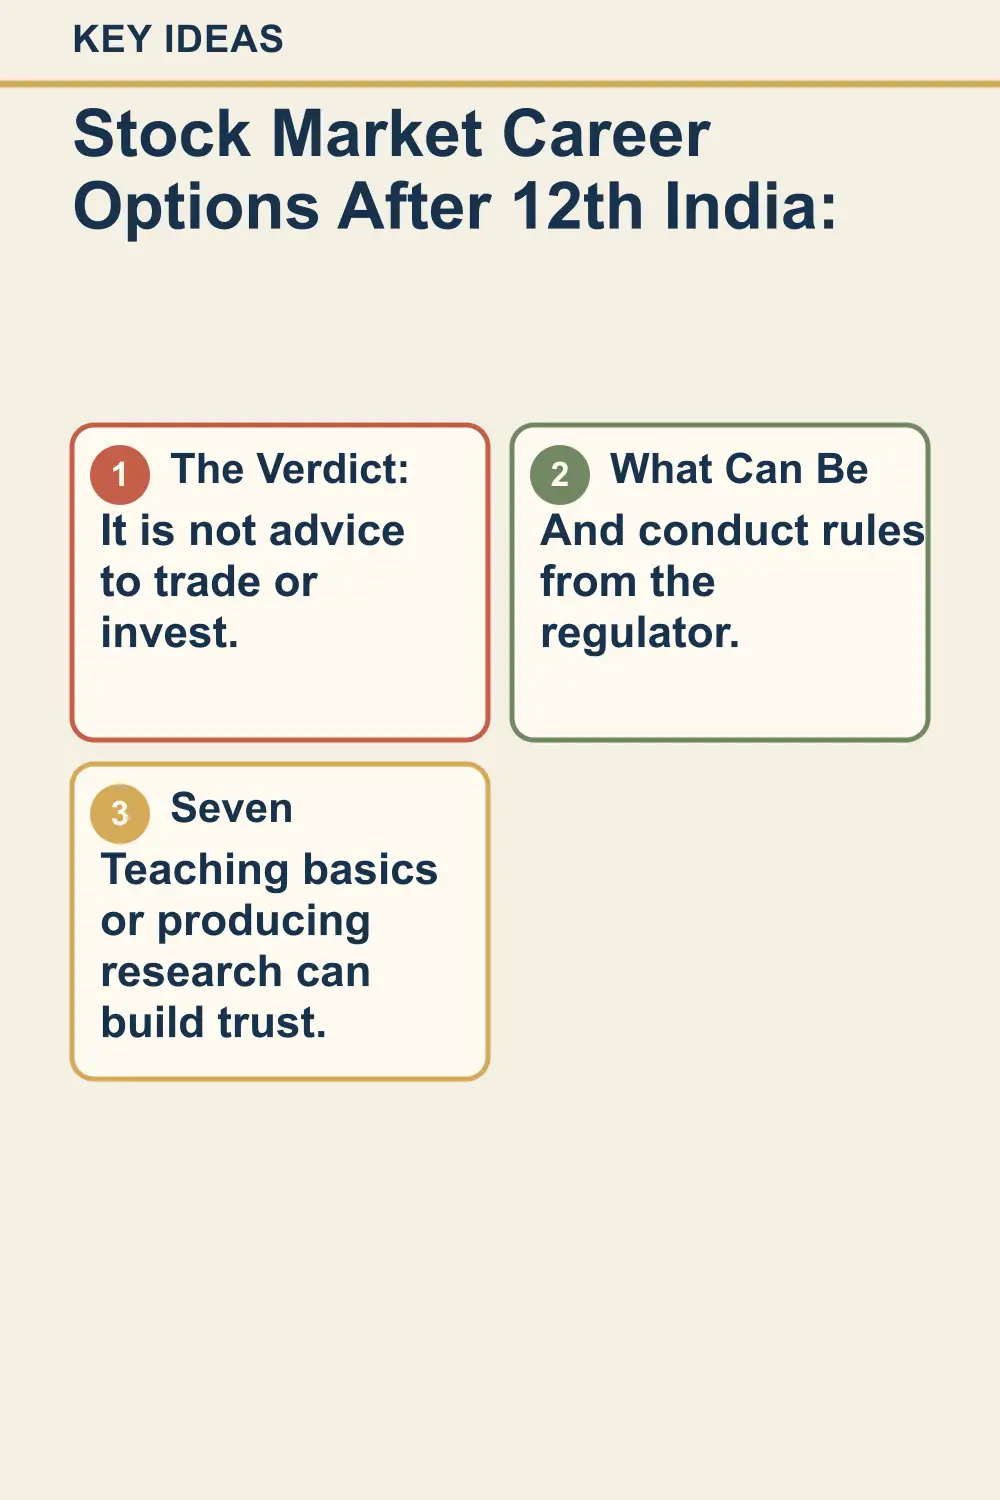 KEY IDEAS
Stock Market Career
Options After 12th India:
1 The Verdict:
It is not advice
to trade or
invest.
2 What Can Be
And conduct rules
from the
regulator.
3 Seven
Teaching basics
or producing
research can
build trust.